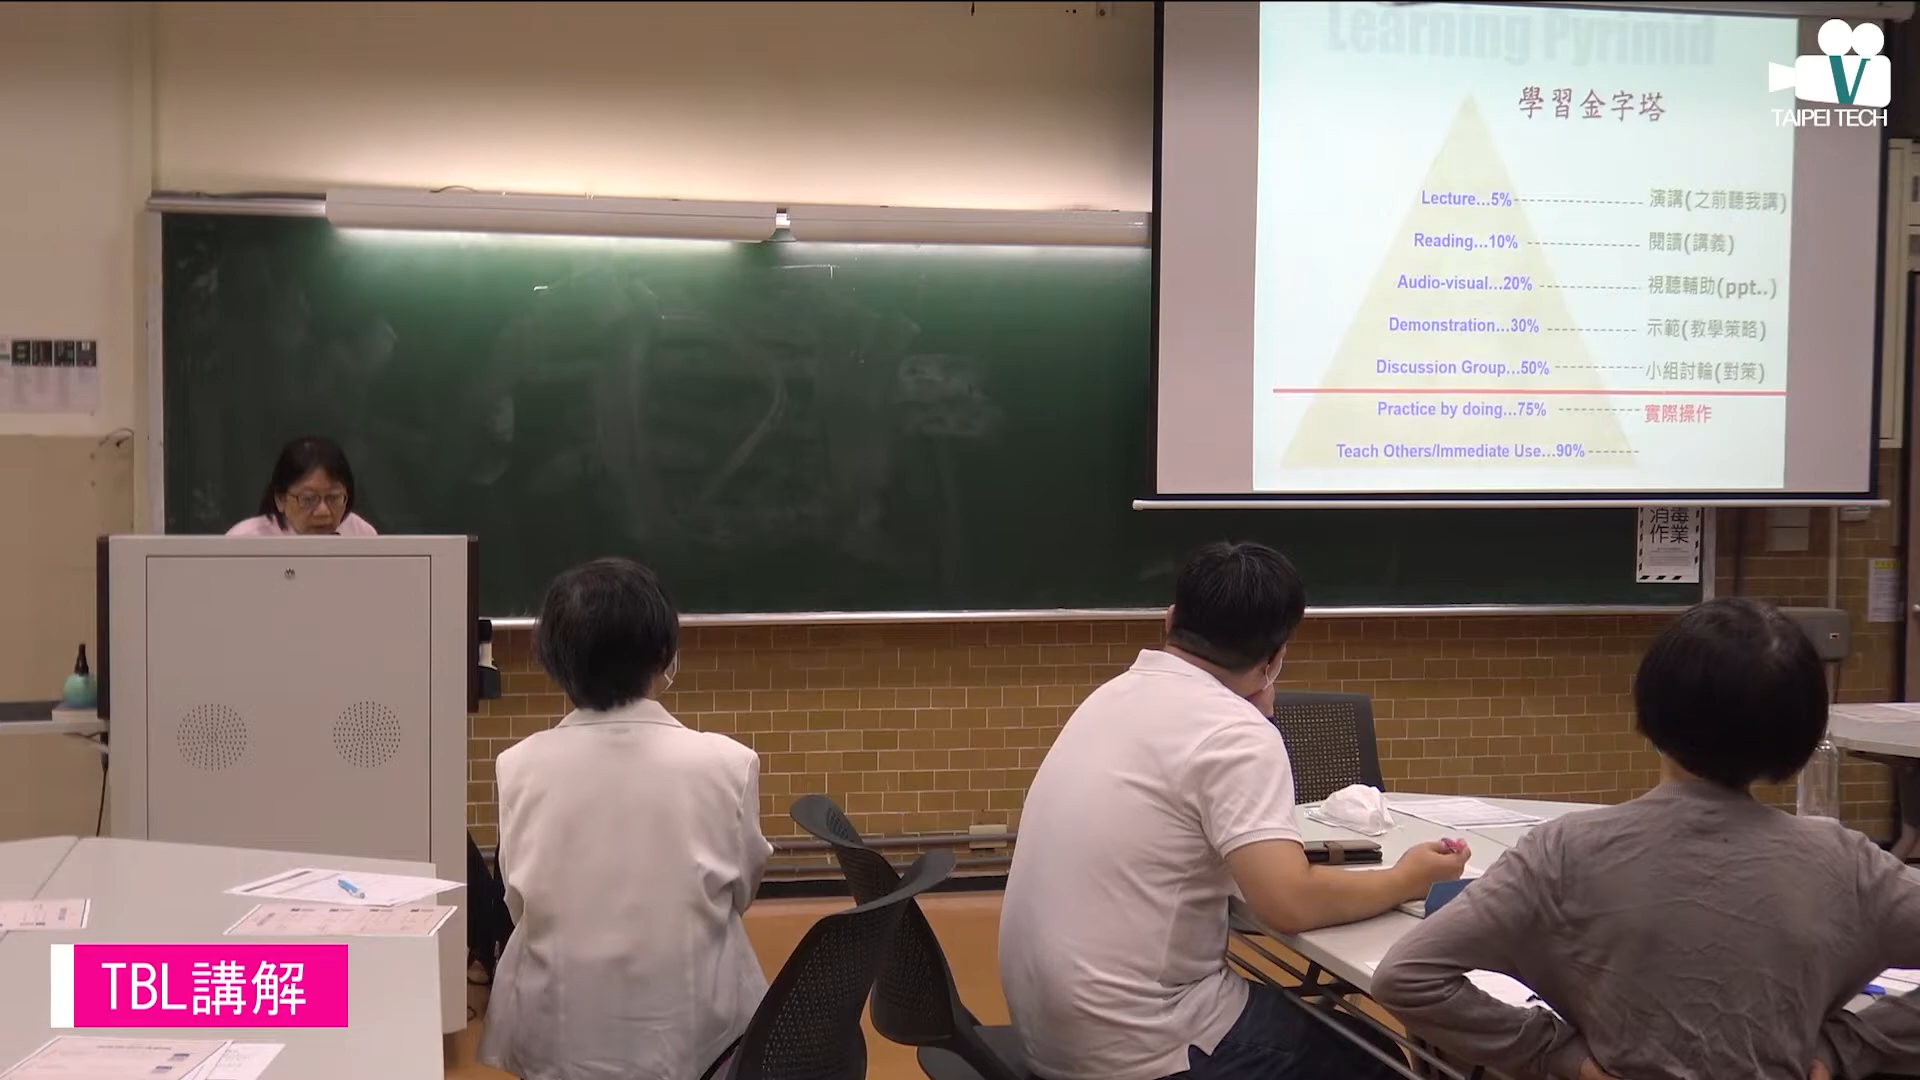 Learning Pyrimid
學習金字塔
Lecture...5% 演講(之前聽我講)
Reading...10% 閱讀(講義)
Audio-visual...20% 視聽輔助(ppt..)
Demonstration...30% 示範(教學策略)
Discussion Group...50% 小組討輪(對策)
Practice by doing...75% 實際操作
Teach Others/Immediate Use...90%
V
TAIPEI TECH
消毒
作業
TBL講解